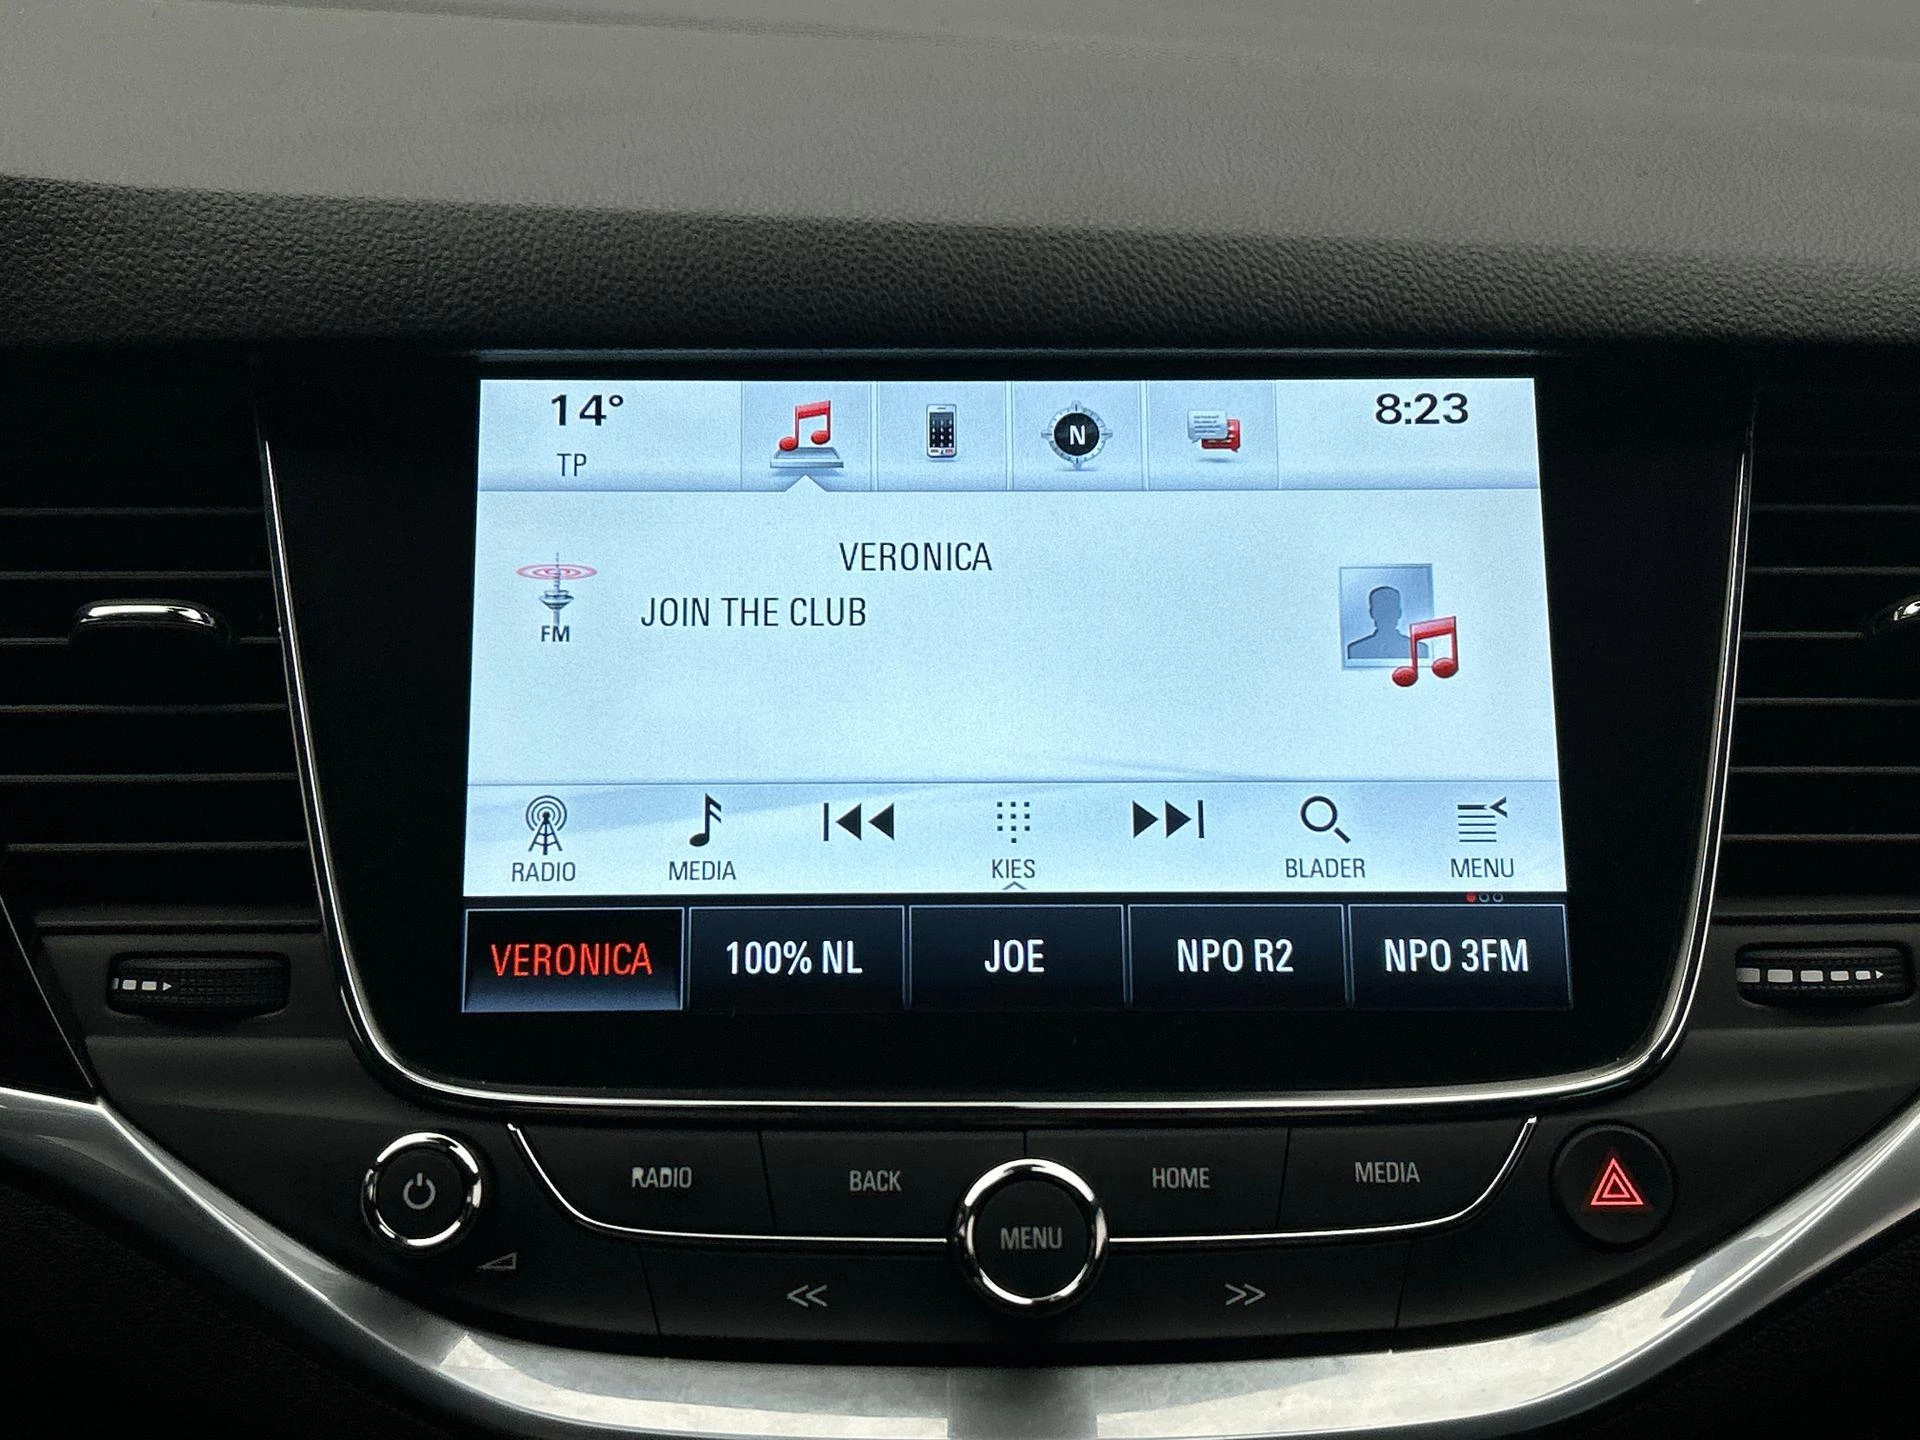 14°
8:23
TP
N
VERONICA
JOIN THE CLUB
FM
RADIO
MEDIA
KIES
BLADER
MENU
VERONICA
100% NL
JOE
NPO R2
NPO 3FM
RADIO
BACK
MENU
HOME
MEDIA